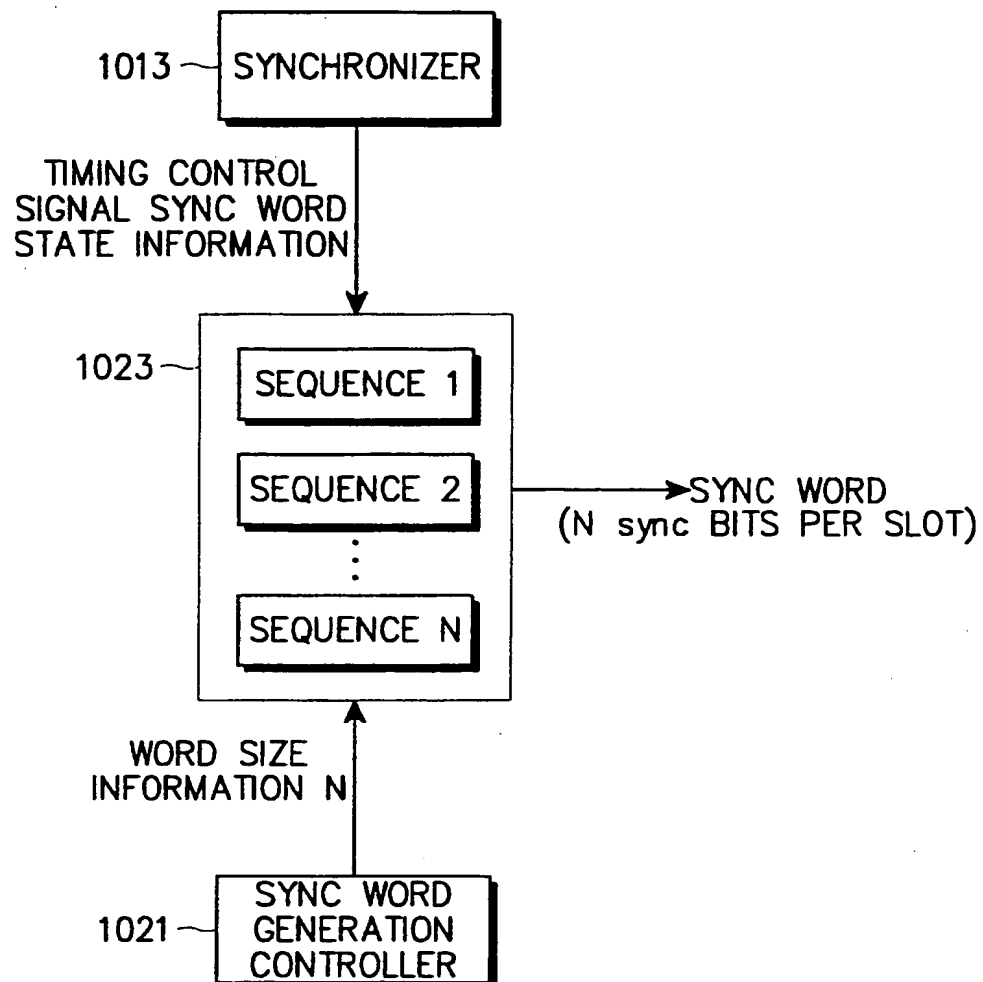 1013
SYNCHRONIZER
TIMING CONTROL
SIGNAL SYNC WORD
STATE INFORMATION
1023
SEQUENCE 1
SEQUENCE 2
SEQUENCE N
SYNC WORD
(N sync BITS PER SLOT)
WORD SIZE
INFORMATION N
1021
SYNC WORD
GENERATION
CONTROLLER